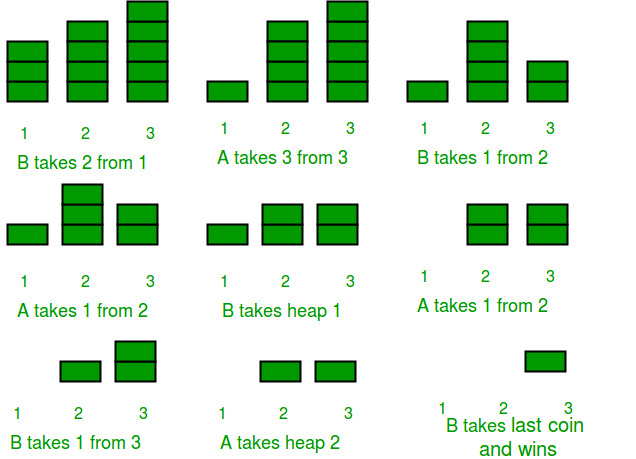 1 2 3
B takes 2 from 1
1 2 3
A takes 3 from 3
1 2 3
B takes 1 from 2
1 2 3
A takes 1 from 2
1 2 3
B takes heap 1
1 2 3
A takes 1 from 2
1 2 3
B takes 1 from 3
1 2 3
A takes heap 2
1 2 3
B takes last coin
and wins